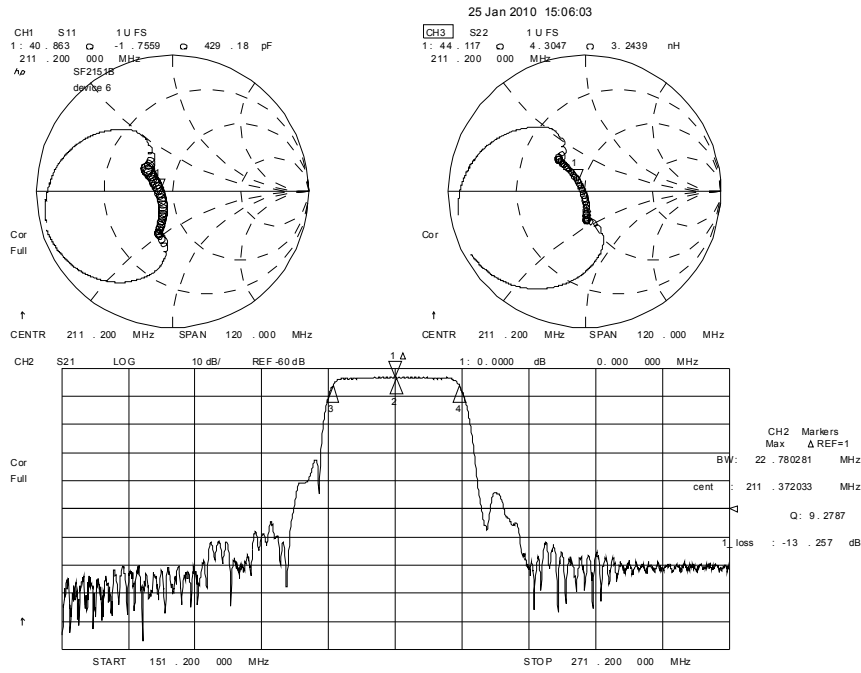 25 Jan 2010 15:06:03
CH1 S11 1 U FS
1: 40 .863 Ω -1 .7559 Ω 429 .18 pF
211 .200 000 MHz
hp
SF2151B
device 6
1
Cor
Full
↑
CENTR 211 .200 MHz SPAN 120 .000 MHz
CH3 S22 1 U FS
1: 44 .117 Ω 4 .3047 Ω 3 .2439 nH
211 .200 000 MHz
1
Cor
↑
CENTR 211 .200 MHz SPAN 120 .000 MHz
CH2 S21 LOG 10 dB/ REF -60 dB 1: 0 .0000 dB 0 .000 000 MHz
1 Δ
3 2 4
Cor
Full
↑
CH2 Markers
Max Δ REF=1
BW: 22 .780281 MHz
cent : 211 .372033 MHz
Q: 9 .2787
1_loss : -13 .257 dB
START 151 .200 000 MHz STOP 271 .200 000 MHz